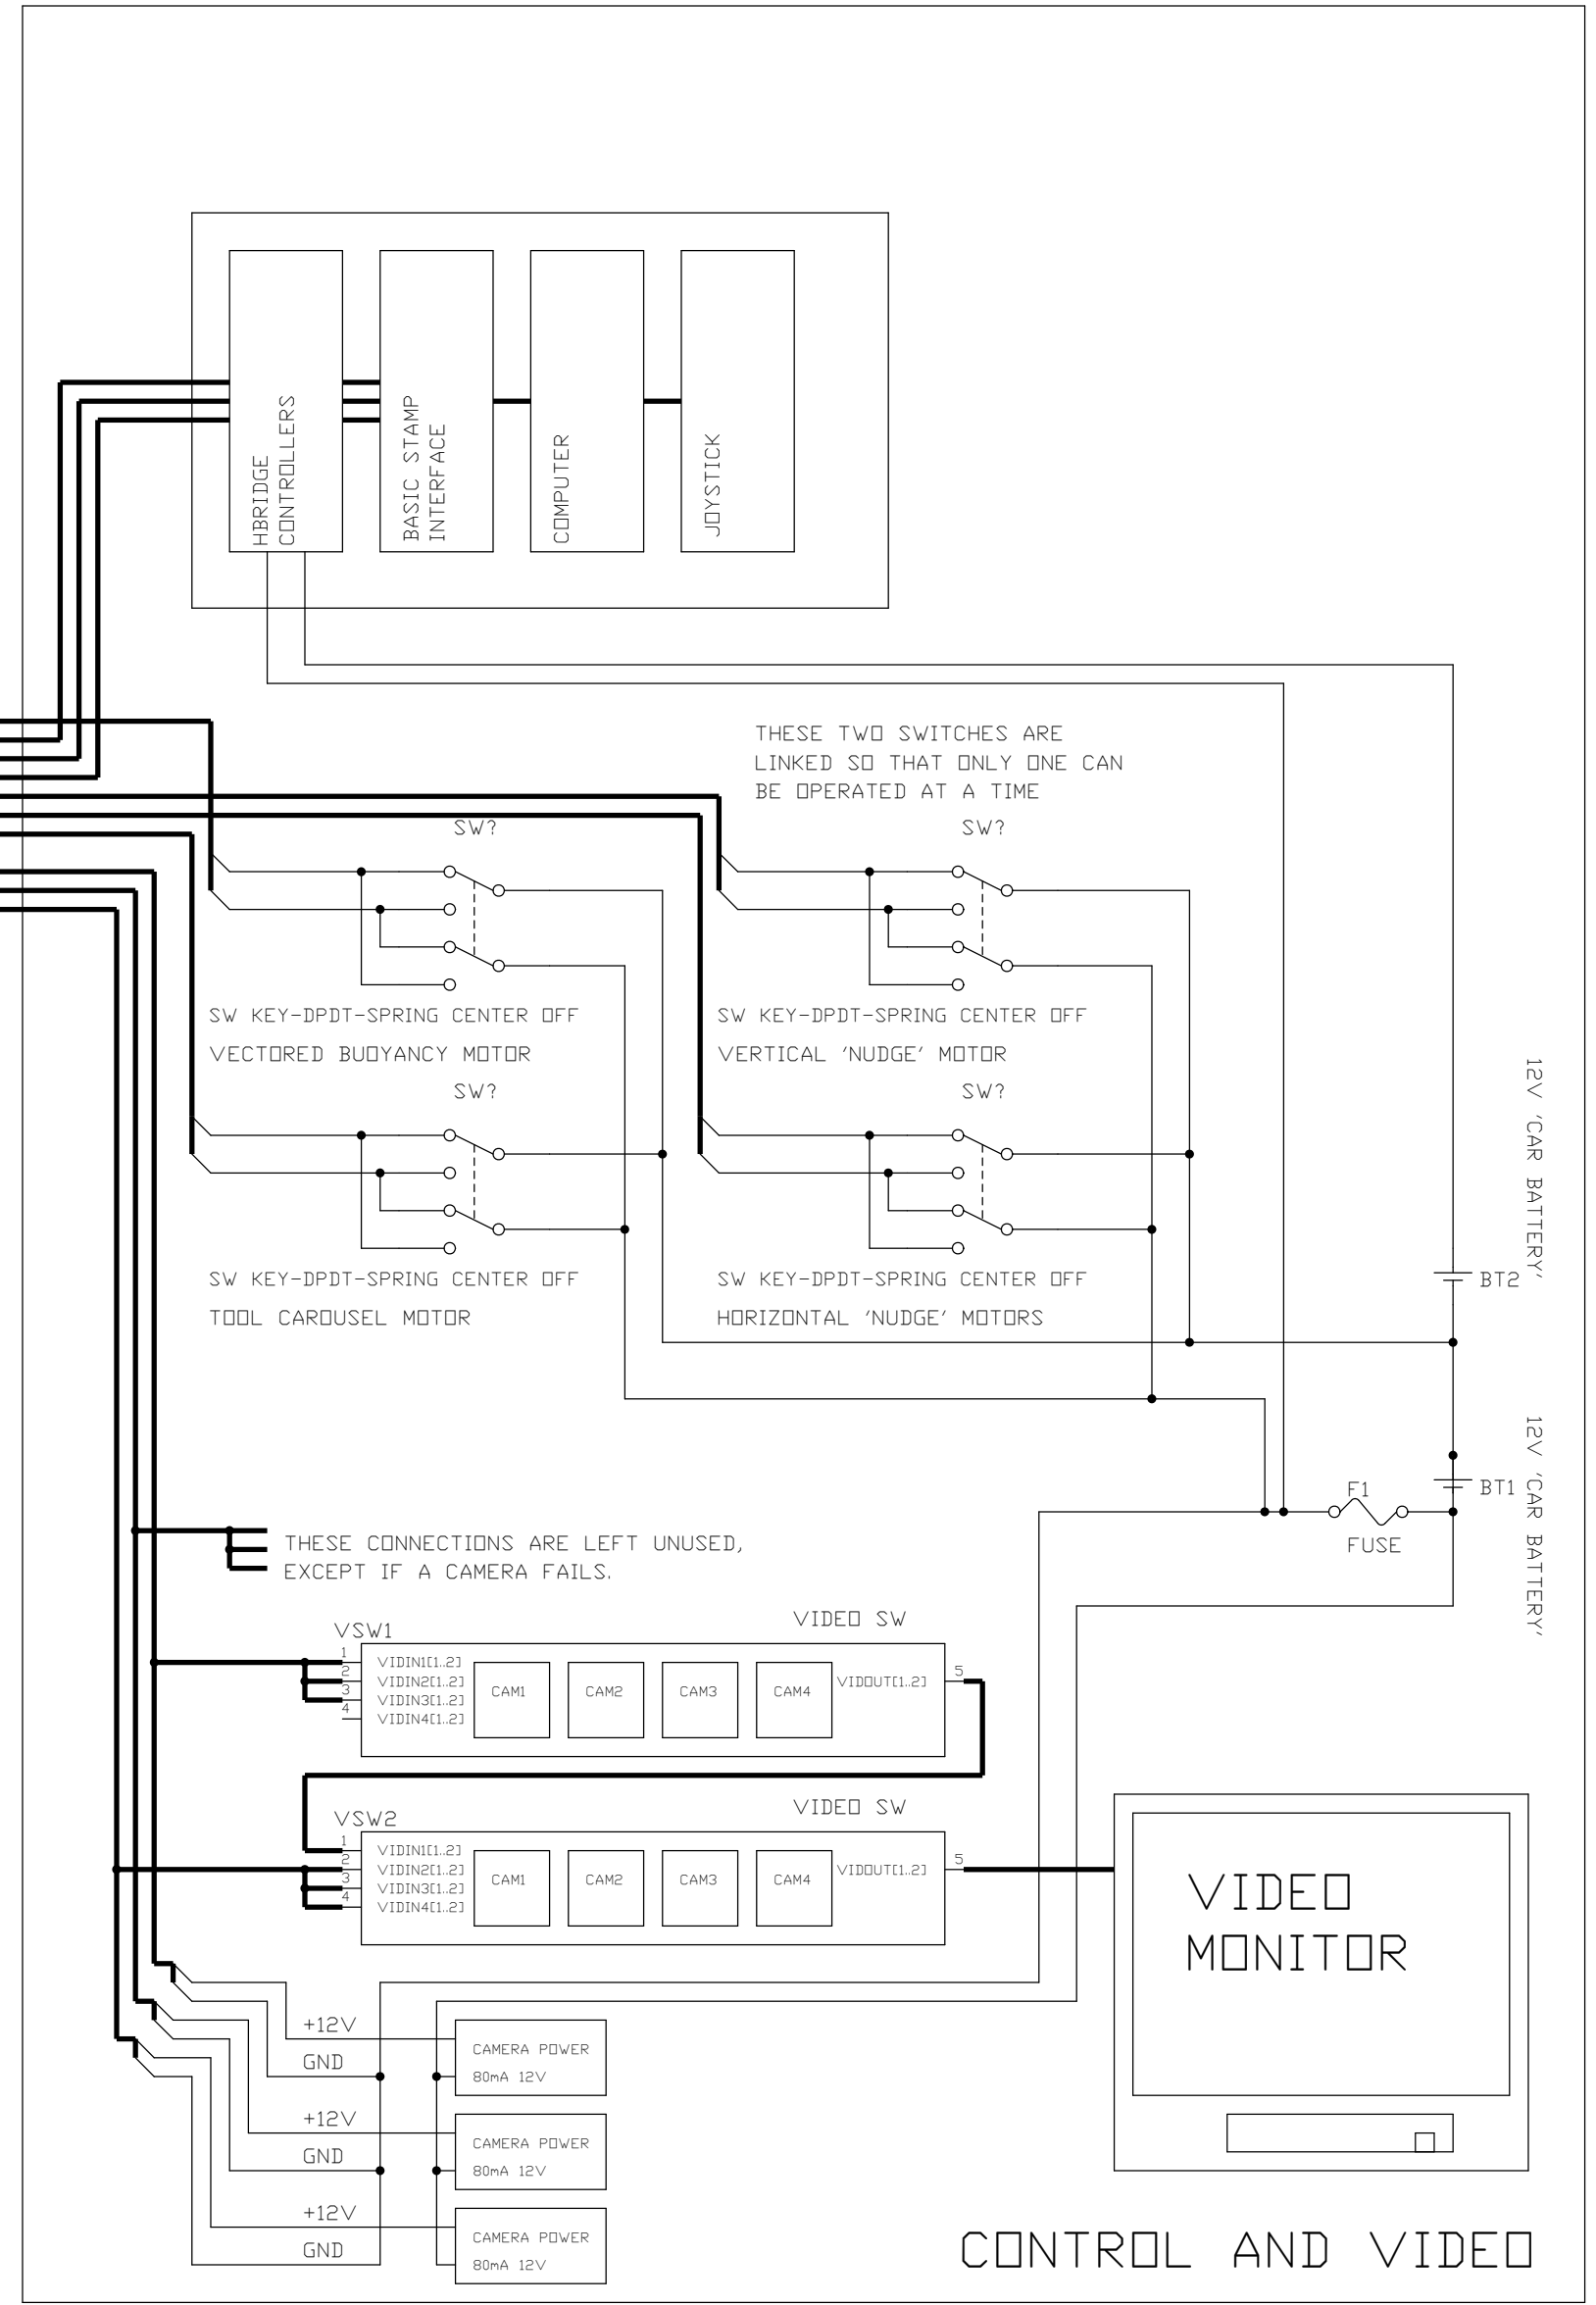 HBRIDGE
CONTROLLERS
BASIC STAMP
INTERFACE
COMPUTER
JOYSTICK
THESE TWO SWITCHES ARE
LINKED SO THAT ONLY ONE CAN
BE OPERATED AT A TIME
SW?
SW KEY-DPDT-SPRING CENTER OFF
VECTORED BUOYANCY MOTOR
SW?
SW KEY-DPDT-SPRING CENTER OFF
VERTICAL 'NUDGE' MOTOR
SW?
SW KEY-DPDT-SPRING CENTER OFF
TOOL CAROUSEL MOTOR
SW?
SW KEY-DPDT-SPRING CENTER OFF
HORIZONTAL 'NUDGE' MOTORS
12V 'CAR BATTERY'
BT2
12V 'CAR BATTERY'
BT1
F1
FUSE
THESE CONNECTIONS ARE LEFT UNUSED,
EXCEPT IF A CAMERA FAILS.
VSW1
VIDEO SW
1
2
3
4
VIDIN1[1..2]
VIDIN2[1..2]
VIDIN3[1..2]
VIDIN4[1..2]
CAM1
CAM2
CAM3
CAM4
VIDOUT[1..2]
5
VSW2
VIDEO SW
1
2
3
4
VIDIN1[1..2]
VIDIN2[1..2]
VIDIN3[1..2]
VIDIN4[1..2]
CAM1
CAM2
CAM3
CAM4
VIDOUT[1..2]
5
VIDEO
MONITOR
+12V
GND
CAMERA POWER
80mA 12V
+12V
GND
CAMERA POWER
80mA 12V
+12V
GND
CAMERA POWER
80mA 12V
CONTROL AND VIDEO